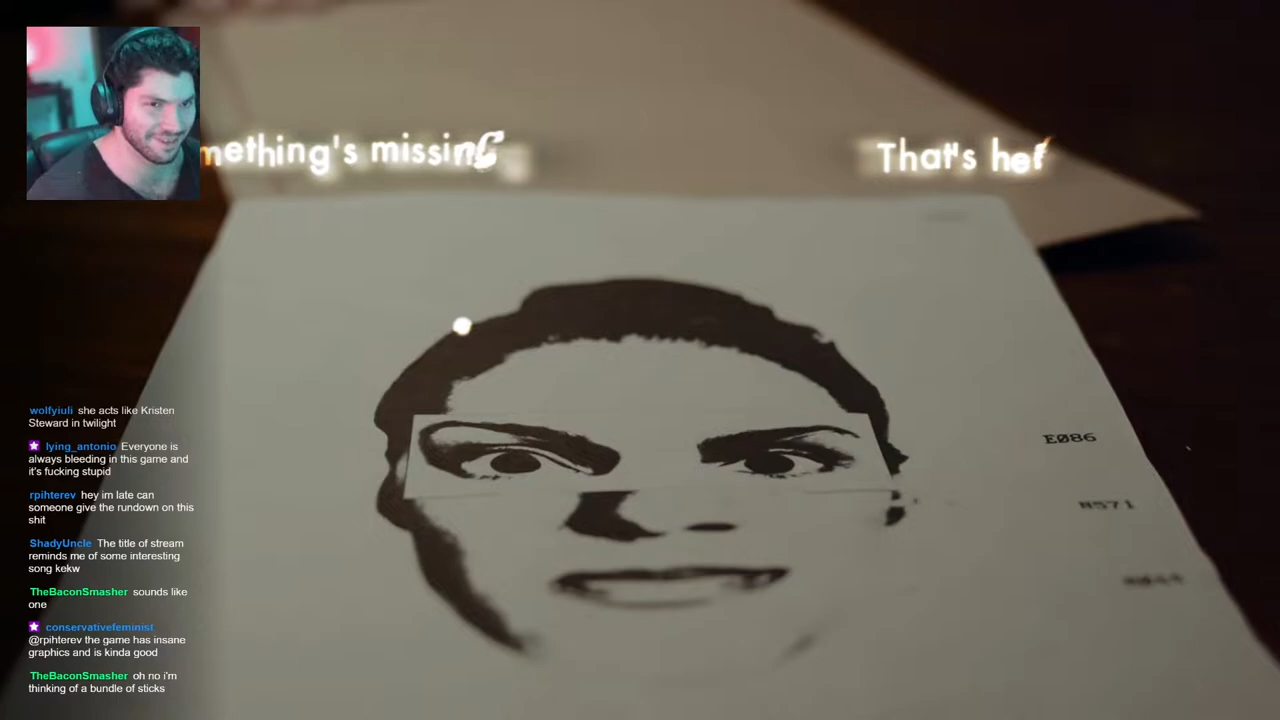 mething's missing
That's her
E086
N571
wolfyiuli she acts like Kristen
Steward in twilight
lying_antonio Everyone is
always bleeding in this game and
it's fucking stupid
rpihterev hey im late can
someone give the rundown on this
shit
ShadyUncle The title of stream
reminds me of some interesting
song kekw
TheBaconSmasher sounds like
one
conservativefeminist
@rpihterev the game has insane
graphics and is kinda good
TheBaconSmasher oh no i'm
thinking of a bundle of sticks